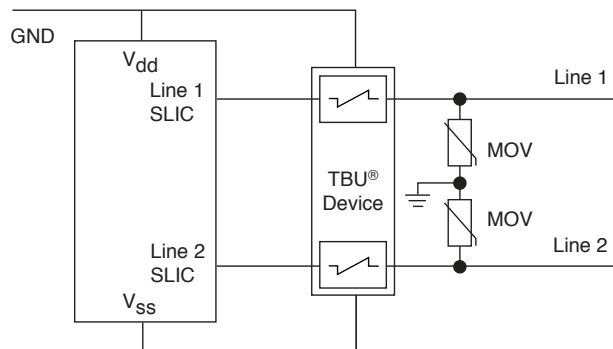 GND
Vdd
Line 1
SLIC
Line 1
MOV
TBU®
Device
MOV
Line 2
SLIC
Line 2
Vss